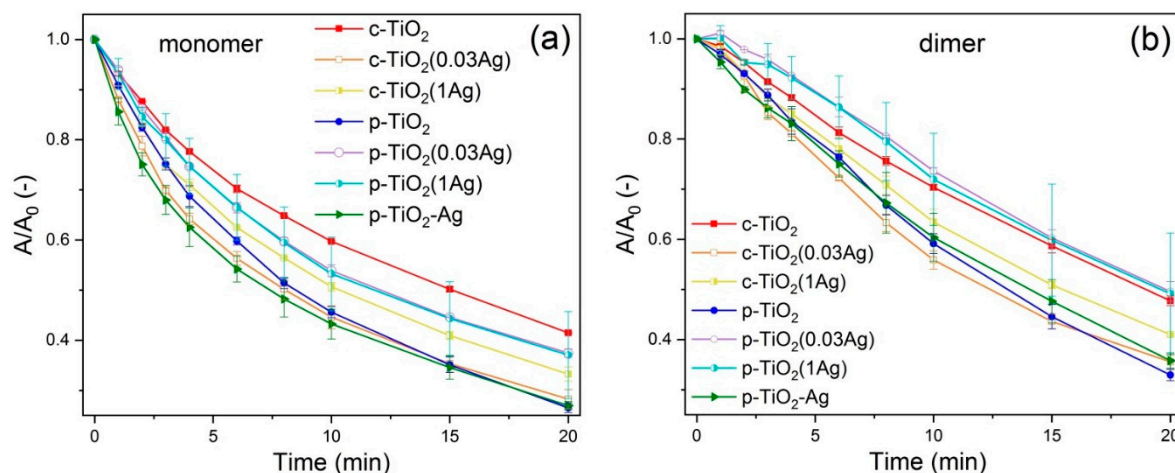 monomer
(a)
c-TiO₂
c-TiO₂(0.03Ag)
c-TiO₂(1Ag)
p-TiO₂
p-TiO₂(0.03Ag)
p-TiO₂(1Ag)
p-TiO₂-Ag
A/A₀ (-)
1.0
0.8
0.6
0.4
0
5
10
15
20
Time (min)
dimer
(b)
c-TiO₂
c-TiO₂(0.03Ag)
c-TiO₂(1Ag)
p-TiO₂
p-TiO₂(0.03Ag)
p-TiO₂(1Ag)
p-TiO₂-Ag
A/A₀ (-)
1.0
0.8
0.6
0.4
0
5
10
15
20
Time (min)